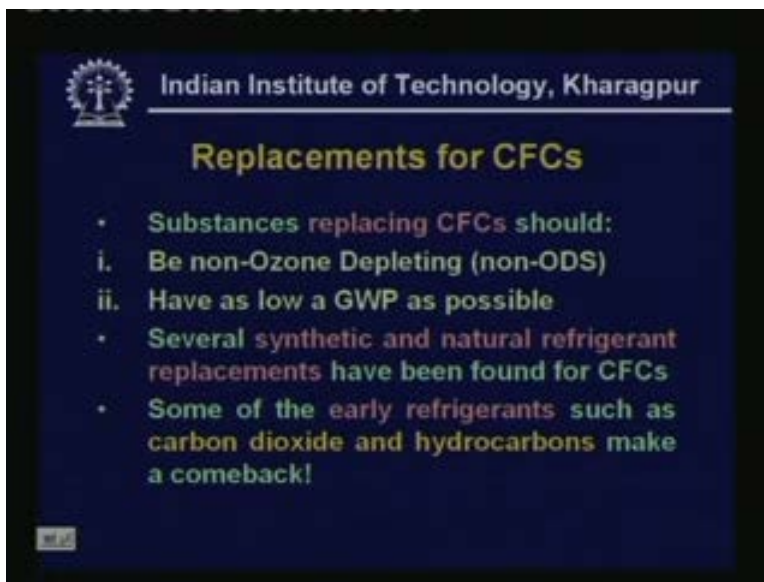 Indian Institute of Technology, Kharagpur
Replacements for CFCs
• Substances replacing CFCs should:
i. Be non-Ozone Depleting (non-ODS)
ii. Have as low a GWP as possible
• Several synthetic and natural refrigerant
replacements have been found for CFCs
• Some of the early refrigerants such as
carbon dioxide and hydrocarbons make
a comeback!